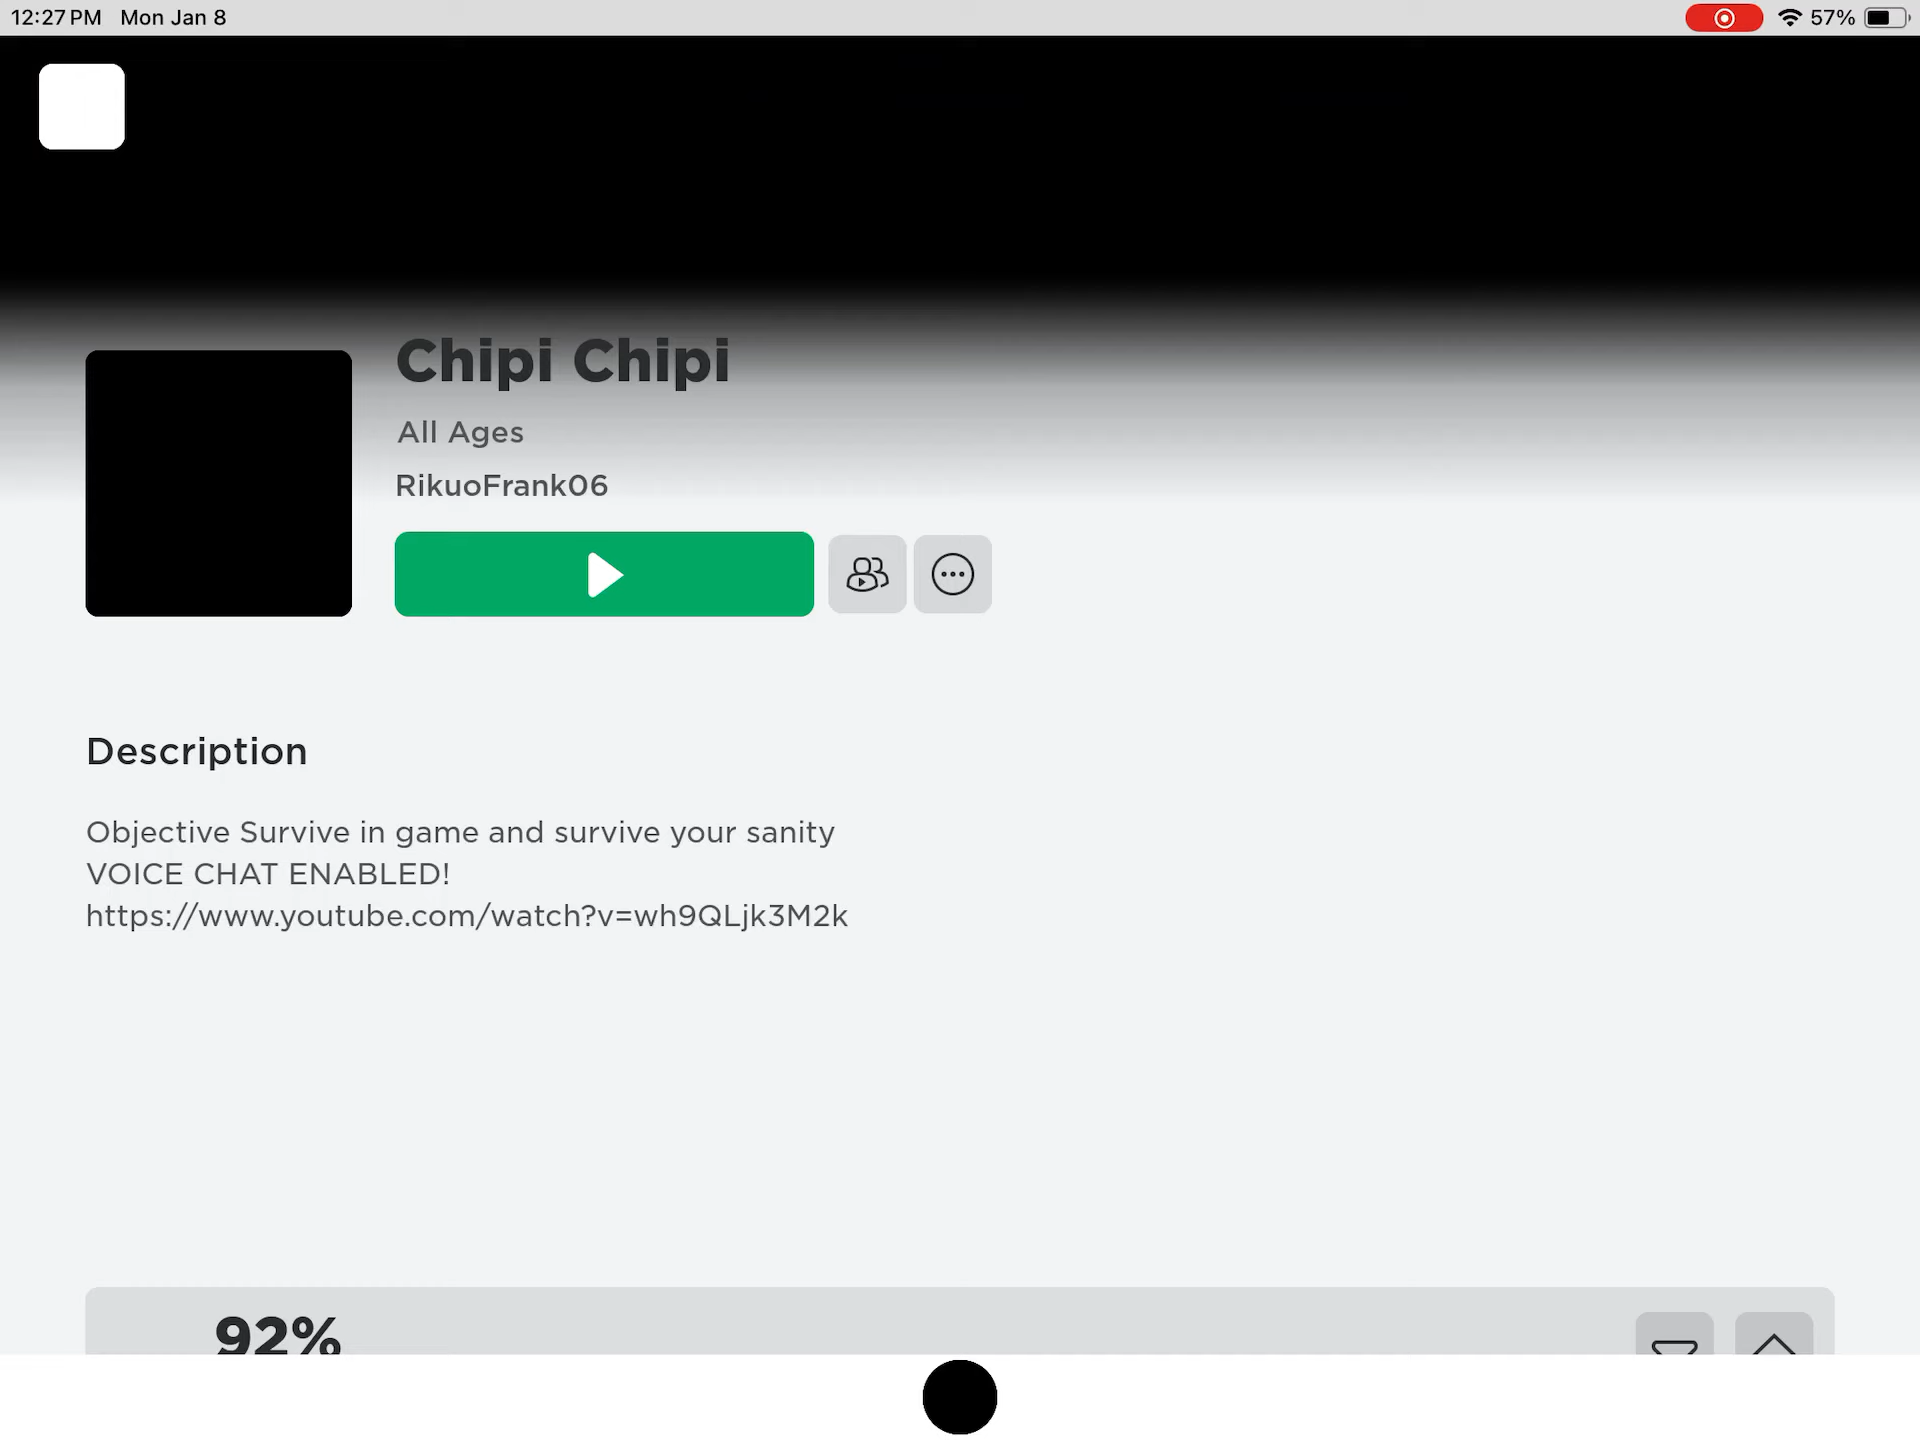 12:27 PM Mon Jan 8
57%
Chipi Chipi
All Ages
RikuoFrank06
Description
Objective Survive in game and survive your sanity
VOICE CHAT ENABLED!
https://www.youtube.com/watch?v=wh9QLjk3M2k
92%